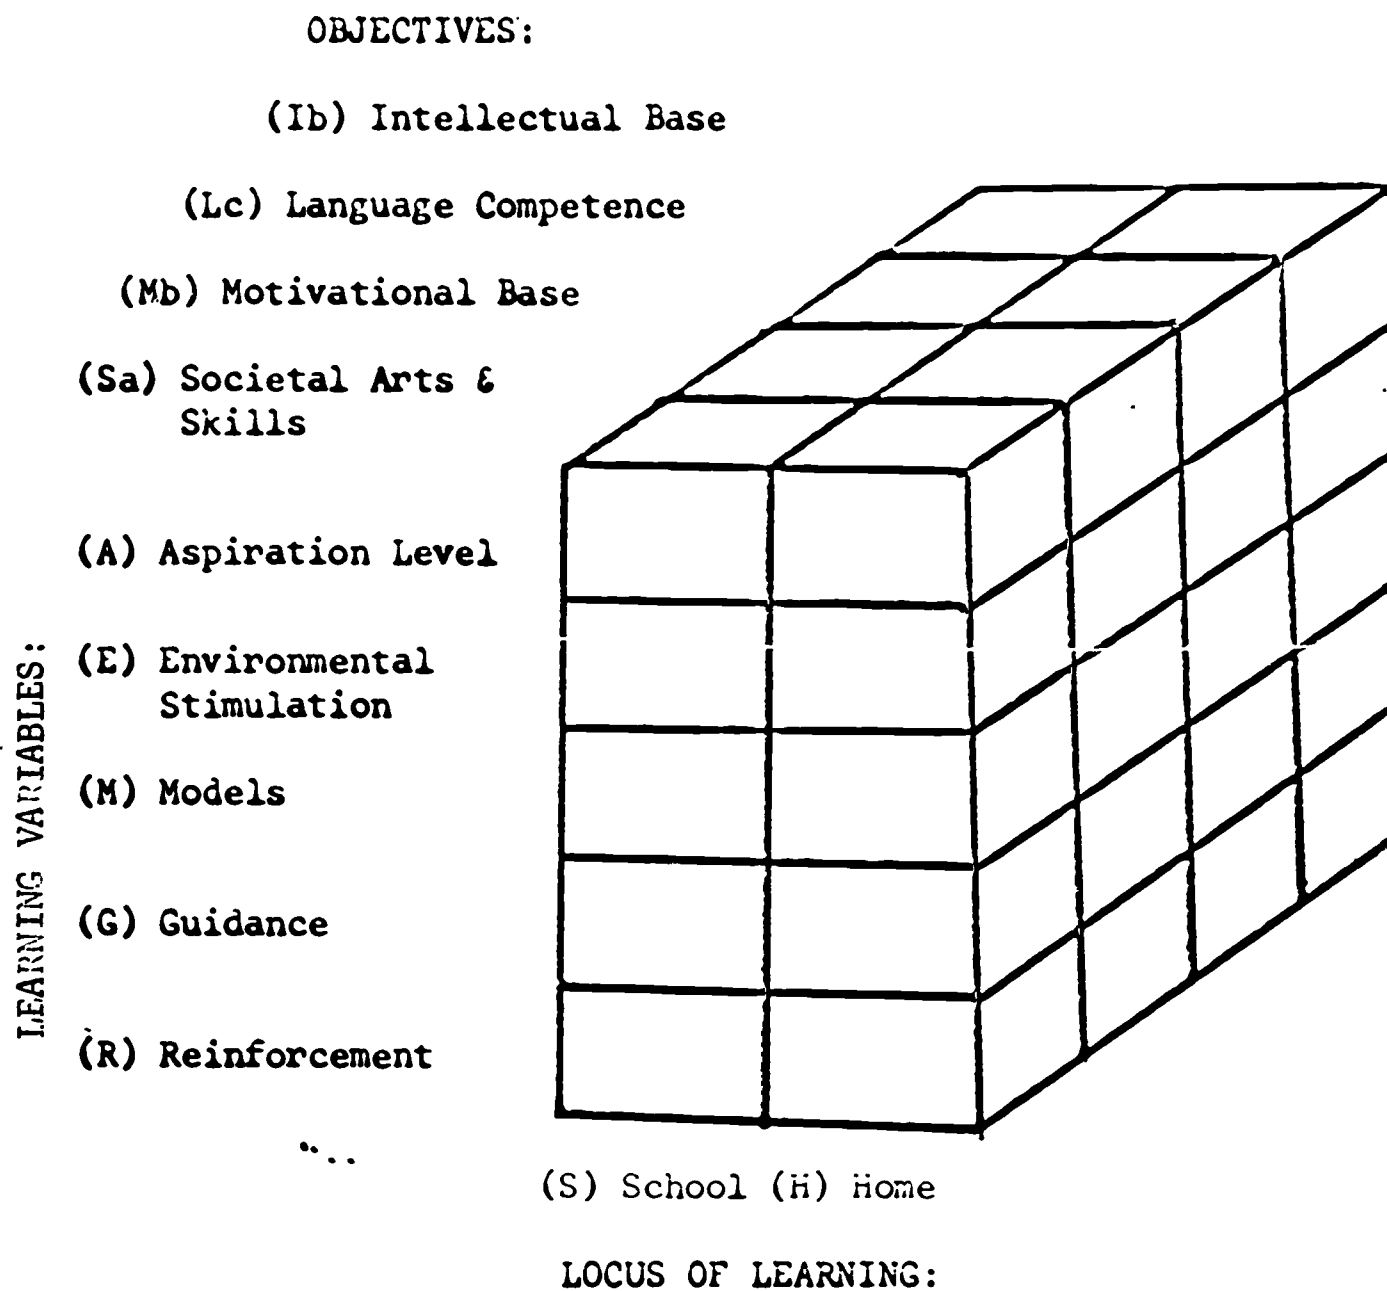 OBJECTIVES:
(Ib) Intellectual Base
(Lc) Language Competence
(Mb) Motivational Base
(Sa) Societal Arts &
Skills
LEARNING VARIABLES:
(A) Aspiration Level
(E) Environmental
Stimulation
(M) Models
(G) Guidance
(R) Reinforcement
(S) School (H) Home
LOCUS OF LEARNING: